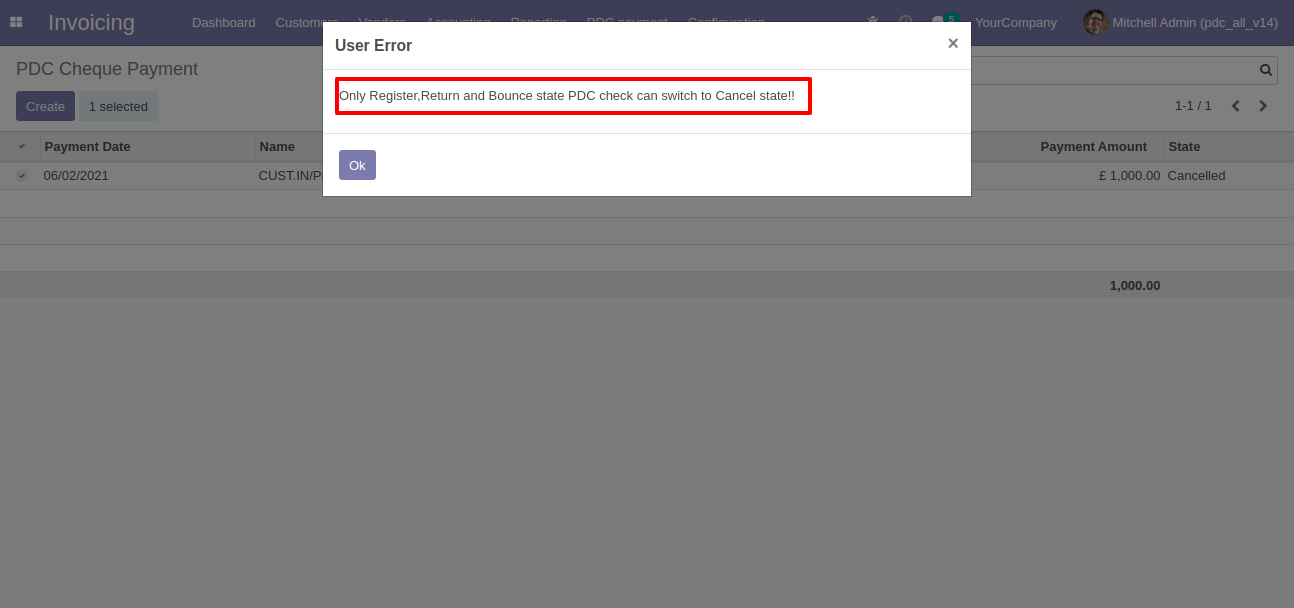 Invoicing
Dashboard Customers Vendors Accounting Reporting PDC payment Configuration 5 YourCompany Mitchell Admin (pdc_all_v14)
User Error ×
PDC Cheque Payment
Only Register,Return and Bounce state PDC check can switch to Cancel state!!
Create 1 selected
1-1 / 1
Payment Date Name Payment Amount State
Ok
06/02/2021 CUST.IN/P £ 1,000.00 Cancelled
1,000.00